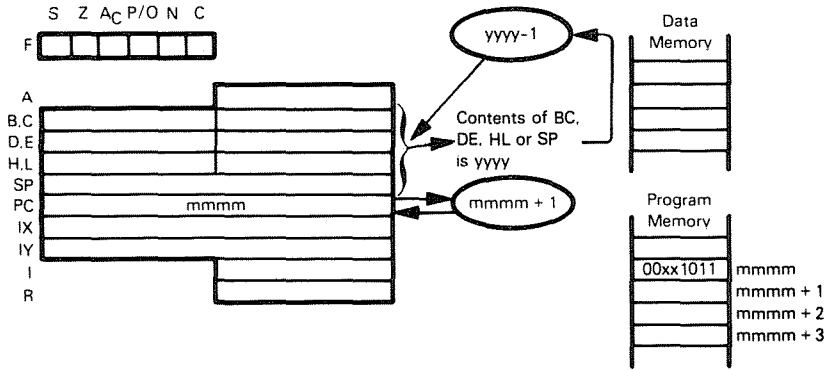 S Z AC P/O N C
F
A
B,C
D,E
H,L
SP
PC mmmm
IX
IY
I
R
yyyy-1
Contents of BC,
DE, HL or SP
is yyyy
mmmm + 1
Data
Memory
Program
Memory
00xx1011 mmmm
mmmm + 1
mmmm + 2
mmmm + 3